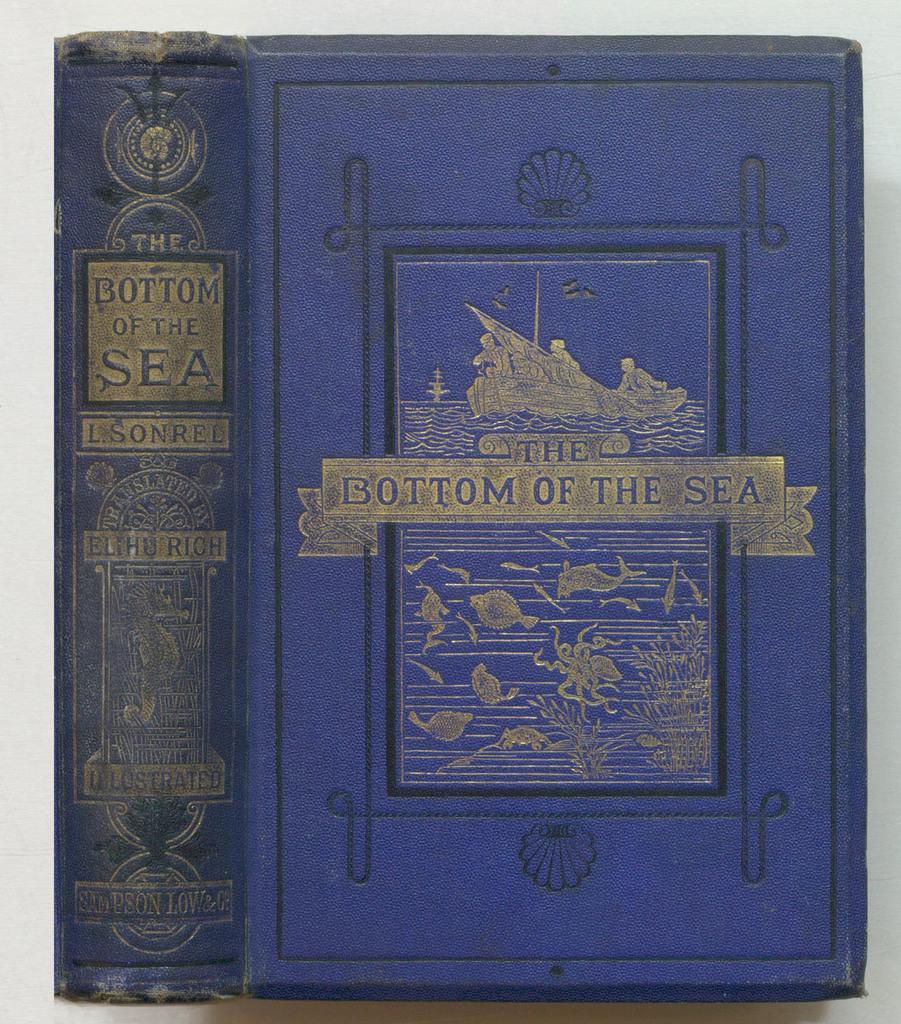 THE
BOTTOM
OF THE
SEA
L. SONREL
TRANSLATED BY
ELIHU RICH
ILLUSTRATED
SAMPSON LOW & Co
THE
BOTTOM OF THE SEA